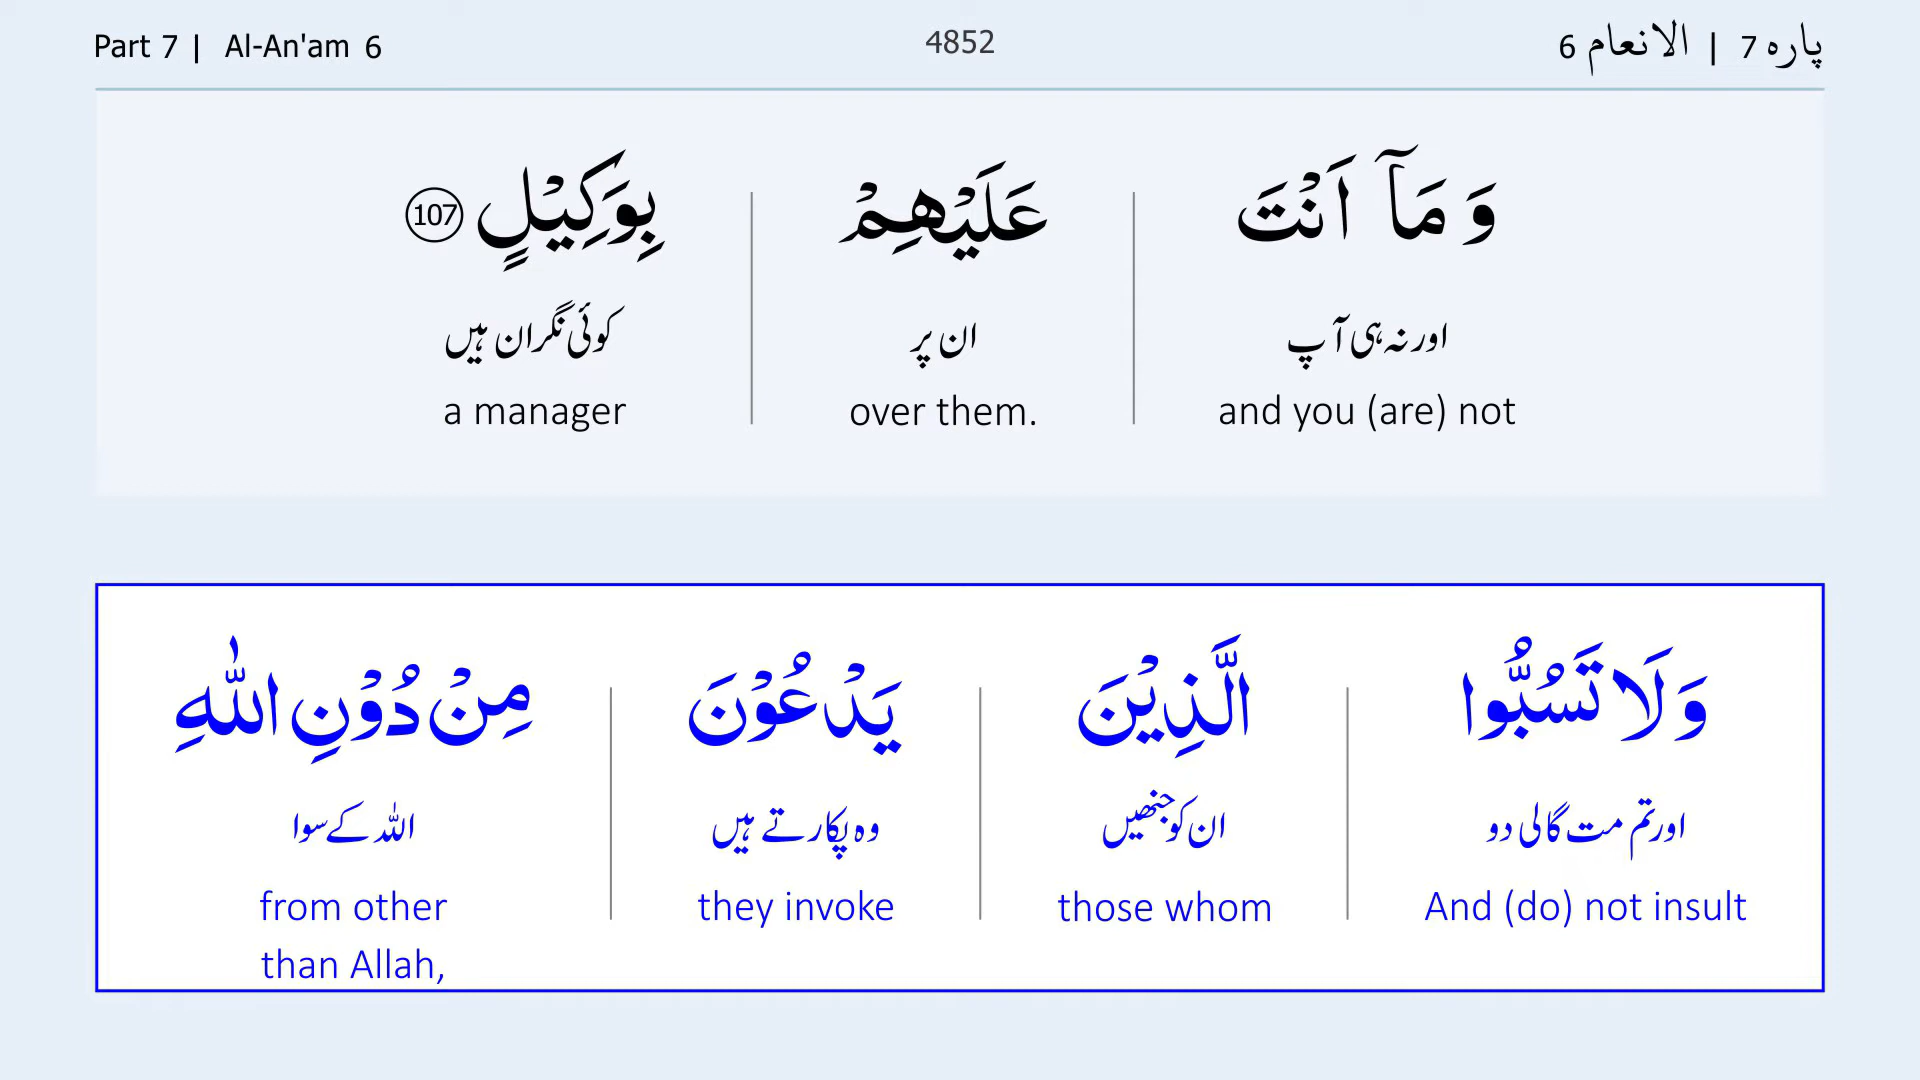 Part 7 | Al-An'am 6
4852
پارہ 7 | الانعام 6
وَ مَاۤ اَنْتَ
عَلَيْهِمْ
بِوَكِيْلٍ 107
اور نہ ہی آپ
ان پر
کوئی نگران ہیں
and you (are) not
over them.
a manager
وَ لَا تَسُبُّوا
الَّذِيْنَ
يَدْعُوْنَ
مِنْ دُوْنِ اللّٰهِ
اور تم مت گالی دو
ان کو جنھیں
وہ پکارتے ہیں
اللہ کے سوا
And (do) not insult
those whom
they invoke
from other
than Allah,